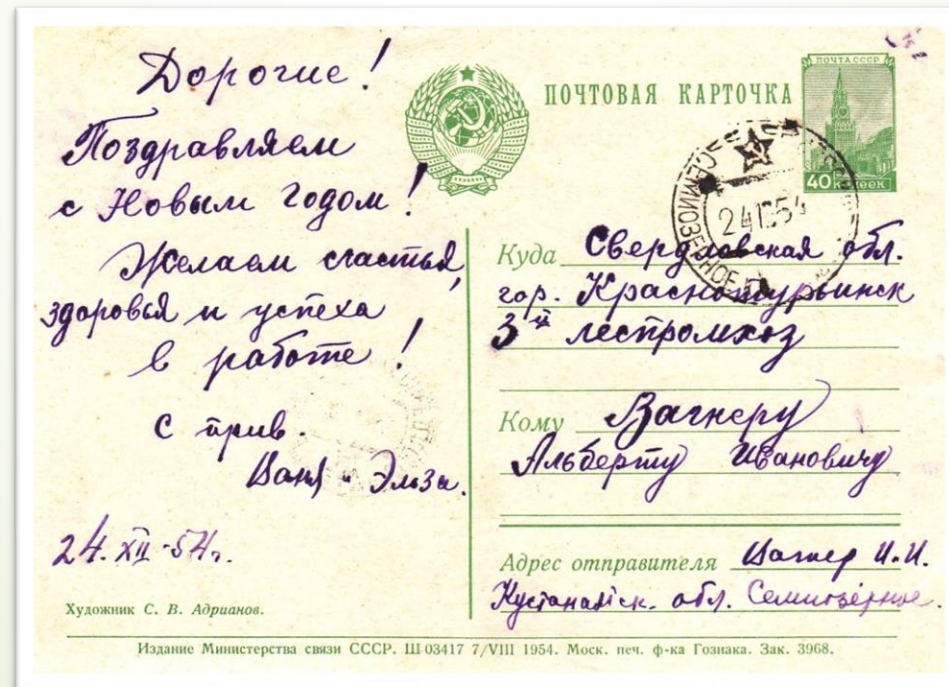 Дорогие!
Поздравляем
с Новым годом!
Желаем счастья,
здоровья и успеха
в работе!
С прив.
Ваня и Эльза.
24.XII-54г.
Художник С. В. Адрианов.
ПОЧТОВАЯ КАРТОЧКА
ПОЧТА СССР
40 КОПЕЕК
СЕМИОЗЕРНОЕ
24 12 54
Куда Свердловская обл.
гор. Краснотурьинск
3й леспромхоз
Кому Вагнеру
Альберту Ивановичу
Адрес отправителя Вагнер И.И.
Кустанайск. обл. Семиозёрное.
Издание Министерства связи СССР. Ш 03417 7/VIII 1954. Моск. печ. ф-ка Гознака. Зак. 3968.